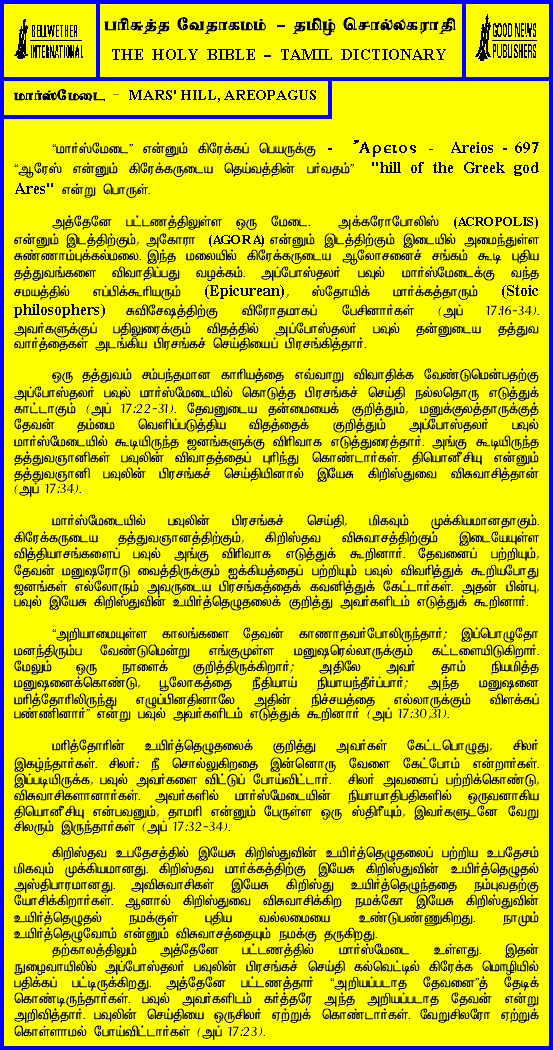 BELLWETHER
INTERNATIONAL
பரிசுத்த வேதாகமம் – தமிழ் சொல்லகராதி
THE HOLY BIBLE – TAMIL DICTIONARY
GOOD NEWS
PUBLISHERS
மார்ஸ்மேடை – MARS' HILL, AREOPAGUS
“மார்ஸ்மேடை” என்னும் கிரேக்கப் பெயருக்கு - Ἄρειος - Areios - 697
“ஆரேஸ் என்னும் கிரேக்கருடைய தெய்வத்தின் பர்வதம்” "hill of the Greek god
Ares" என்று பொருள்.
அத்தேனே பட்டணத்திலுள்ள ஒரு மேடை. அக்கரோபோலிஸ் (ACROPOLIS)
என்னும் இடத்திற்கும், அகோரா (AGORA) என்னும் இடத்திற்கும் இடையில் அமைந்துள்ள
சுண்ணாம்புக்கல்மலை. இந்த மலையில் கிரேக்கருடைய ஆலோசனைச் சங்கம் கூடி புதிய
தத்துவங்களை விவாதிப்பது வழக்கம். அப்போஸ்தலர் பவுல் மார்ஸ்மேடைக்கு வந்த
சமயத்தில் எப்பிக்கூரியரும் (Epicurean), ஸ்தோயிக் மார்க்கத்தாரும் (Stoic
philosophers) சுவிசேஷத்திற்கு விரோதமாகப் பேசினார்கள் (அப் 17:16-34).
அவர்களுக்குப் பதிலுரைக்கும் விதத்தில் அப்போஸ்தலர் பவுல் தன்னுடைய தத்துவ
வார்த்தைகள் அடங்கிய பிரசங்கச் செய்தியைப் பிரசங்கித்தார்.
ஒரு தத்துவம் சம்பந்தமான காரியத்தை எவ்வாறு விவாதிக்க வேண்டுமென்பதற்கு
அப்போஸ்தலர் பவுல் மார்ஸ்மேடையில் கொடுத்த பிரசங்கச் செய்தி நல்லதொரு எடுத்துக்
காட்டாகும் (அப் 17:22-31). தேவனுடைய தன்மையைக் குறித்தும், மனுக்குலத்தாருக்குத்
தேவன் தம்மை வெளிப்படுத்திய விதத்தைக் குறித்தும் அப்போஸ்தலர் பவுல்
மார்ஸ்மேடையில் கூடியிருந்த ஜனங்களுக்கு விரிவாக எடுத்துரைத்தார். அங்கு கூடியிருந்த
தத்துவஞானிகள் பவுலின் விவாதத்தைப் புரிந்து கொண்டார்கள். தியொனீசியு என்னும்
தத்துவஞானி பவுலின் பிரசங்கச் செய்தியினால் இயேசு கிறிஸ்துவை விசுவாசித்தான்
(அப் 17:34).
மார்ஸ்மேடையில் பவுலின் பிரசங்கச் செய்தி, மிகவும் முக்கியமானதாகும்.
கிரேக்கருடைய தத்துவஞானத்திற்கும், கிறிஸ்தவ விசுவாசத்திற்கும் இடையேயுள்ள
வித்தியாசங்களைப் பவுல் அங்கு விரிவாக எடுத்துக் கூறினார். தேவனைப் பற்றியும்,
தேவன் மனுஷரோடு வைத்திருக்கும் ஐக்கியத்தைப் பற்றியும் பவுல் விவரித்துக் கூறியபோது
ஜனங்கள் எல்லோரும் அவருடைய பிரசங்கத்தைக் கவனித்துக் கேட்டார்கள். அதன் பின்பு,
பவுல் இயேசு கிறிஸ்துவின் உயிர்த்தெழுதலைக் குறித்து அவர்களிடம் எடுத்துக் கூறினார்.
“அறியாமையுள்ள காலங்களை தேவன் காணாதவர்போலிருந்தார்; இப்பொழுதோ
மனந்திரும்ப வேண்டுமென்று எங்குமுள்ள மனுஷரெல்லாருக்கும் கட்டளையிடுகிறார்.
மேலும் ஒரு நாளைக் குறித்திருக்கிறார்; அதிலே அவர் தாம் நியமித்த
மனுஷனைக்கொண்டு, பூலோகத்தை நீதியாய் நியாயந்தீர்ப்பார்; அந்த மனுஷனை
மரித்தோரிலிருந்து எழுப்பினதினாலே அதின் நிச்சயத்தை எல்லாருக்கும் விளக்கப்
பண்ணினார்” என்று பவுல் அவர்களிடம் எடுத்துக் கூறினார் (அப் 17:30,31).
மரித்தோரின் உயிர்த்தெழுதலைக் குறித்து அவர்கள் கேட்டபொழுது, சிலர்
இகழ்ந்தார்கள். சிலர்; நீ சொல்லுகிறதை இன்னொரு வேளை கேட்போம் என்றார்கள்.
இப்படியிருக்க, பவுல் அவர்களை விட்டுப் போய்விட்டார். சிலர் அவனைப் பற்றிக்கொண்டு,
விசுவாசிகளானார்கள். அவர்களில் மார்ஸ்மேடையின் நியாயாதிபதிகளில் ஒருவனாகிய
தியொனீசியு என்பவனும், தாமரி என்னும் பேருள்ள ஒரு ஸ்திரீயும், இவர்களுடனே வேறு
சிலரும் இருந்தார்கள் (அப் 17:32-34).
கிறிஸ்தவ உபதேசத்தில் இயேசு கிறிஸ்துவின் உயிர்த்தெழுதலைப் பற்றிய உபதேசம்
மிகவும் முக்கியமானது. கிறிஸ்தவ மார்க்கத்திற்கு இயேசு கிறிஸ்துவின் உயிர்த்தெழுதல்
அஸ்திபாரமானது. அவிசுவாசிகள் இயேசு கிறிஸ்து உயிர்த்தெழுந்ததை நம்புவதற்கு
யோசிக்கிறார்கள். ஆனால் கிறிஸ்துவை விசுவாசிக்கிற நமக்கோ இயேசு கிறிஸ்துவின்
உயிர்த்தெழுதல் நமக்குள் புதிய வல்லமையை உண்டுபண்ணுகிறது. நாமும்
உயிர்த்தெழுவோம் என்னும் விசுவாசத்தையும் நமக்கு தருகிறது.
தற்காலத்திலும் அத்தேனே பட்டணத்தில் மார்ஸ்மேடை உள்ளது. இதன்
நுழைவாயிலில் அப்போஸ்தலர் பவுலின் பிரசங்கச் செய்தி கல்வெட்டில் கிரேக்க மொழியில்
பதிக்கப் பட்டிருக்கிறது. அத்தேனே பட்டணத்தார் “அறியப்படாத தேவனை”த் தேடிக்
கொண்டிருந்தார்கள். பவுல் அவர்களிடம் கர்த்தரே அந்த அறியப்படாத தேவன் என்று
அறிவித்தார். பவுலின் செய்தியை ஒருசிலர் ஏற்றுக் கொண்டார்கள். வேறுசிலரோ ஏற்றுக்
கொள்ளாமல் போய்விட்டார்கள் (அப் 17:23).